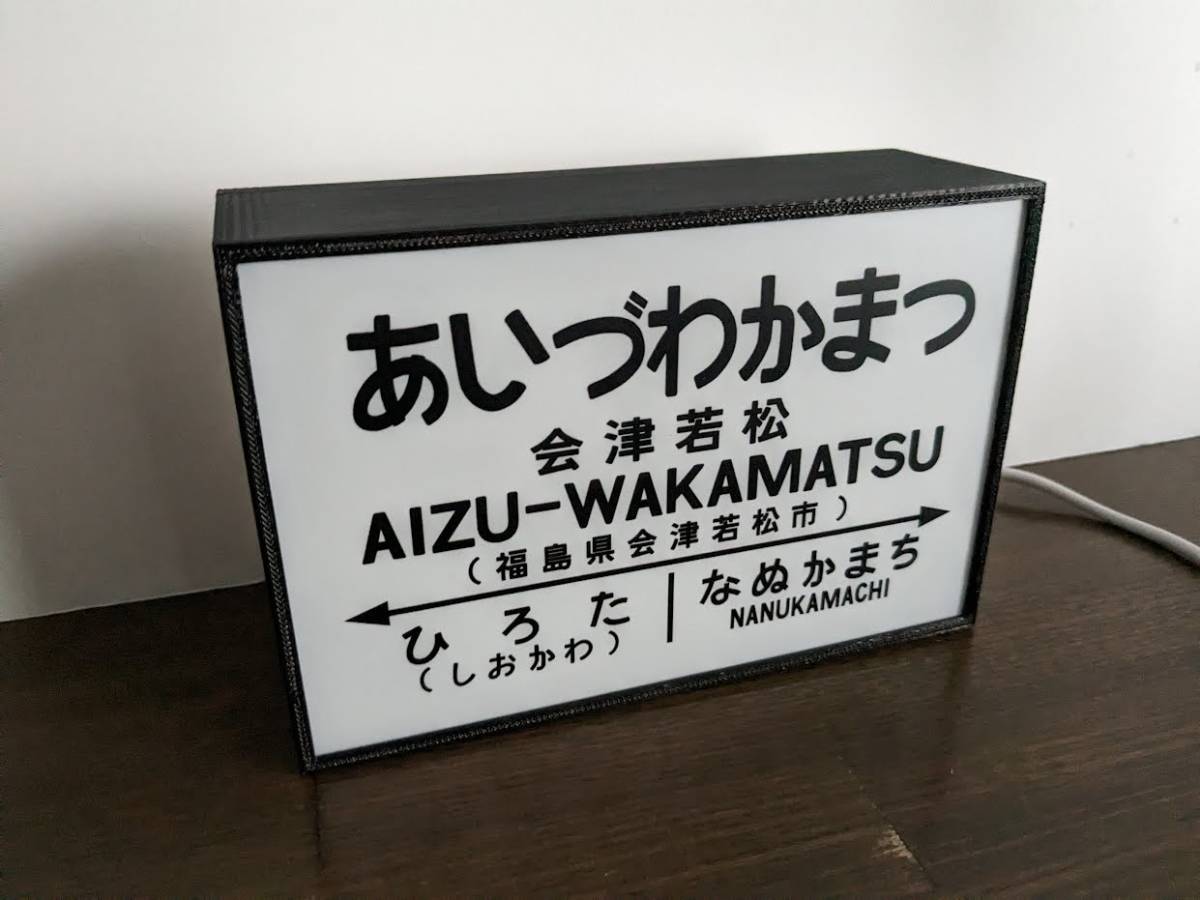 あいづわかまつ
会津若松
AIZU-WAKAMATSU
(福島県会津若松市)
ひろた
(しおかわ)
なぬかまち
NANUKAMACHI